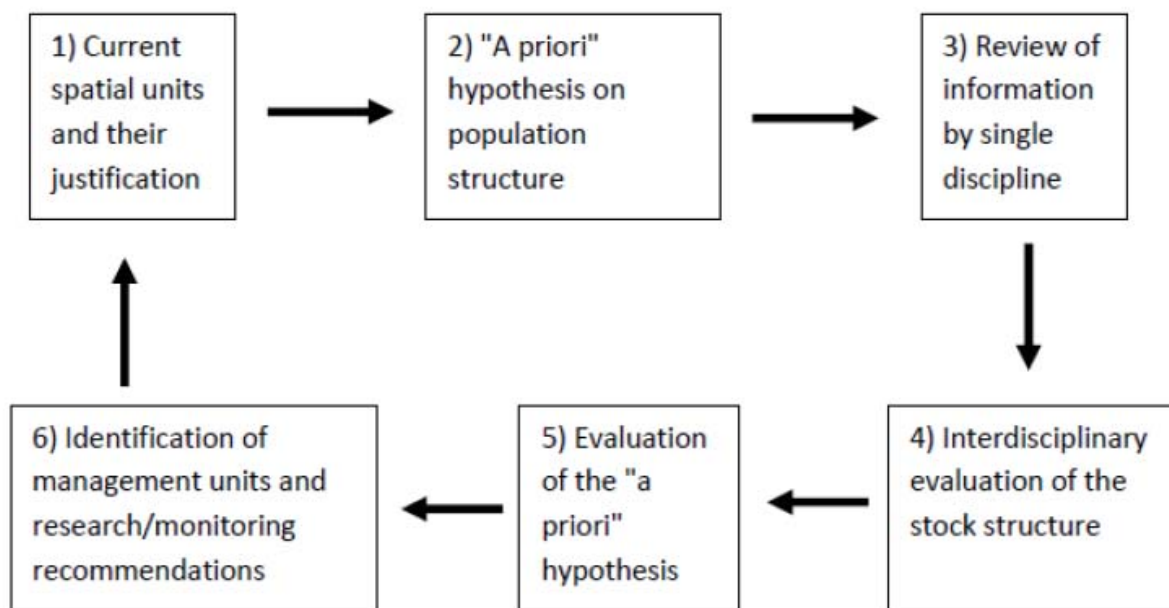 1) Current
spatial units
and their
justification
2) "A priori"
hypothesis on
population
structure
3) Review of
information
by single
discipline
4) Interdisciplinary
evaluation of the
stock structure
5) Evaluation
of the "a
priori"
hypothesis
6) Identification of
management units and
research/monitoring
recommendations